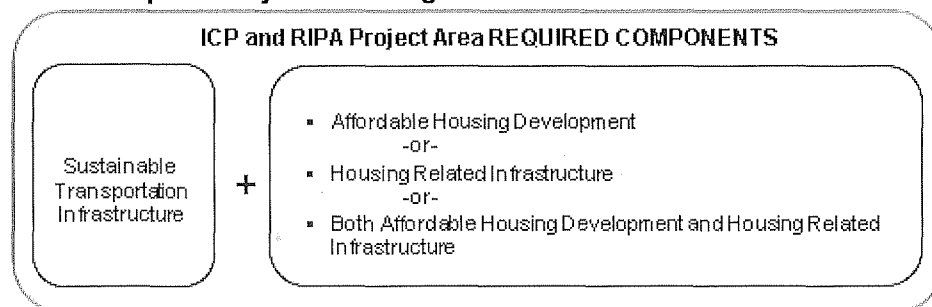 ICP and RIPA Project Area REQUIRED COMPONENTS
Sustainable
Transportation
Infrastructure
+
▪ Affordable Housing Development
-or-
▪ Housing Related Infrastructure
-or-
▪ Both Affordable Housing Development and Housing Related
Infrastructure